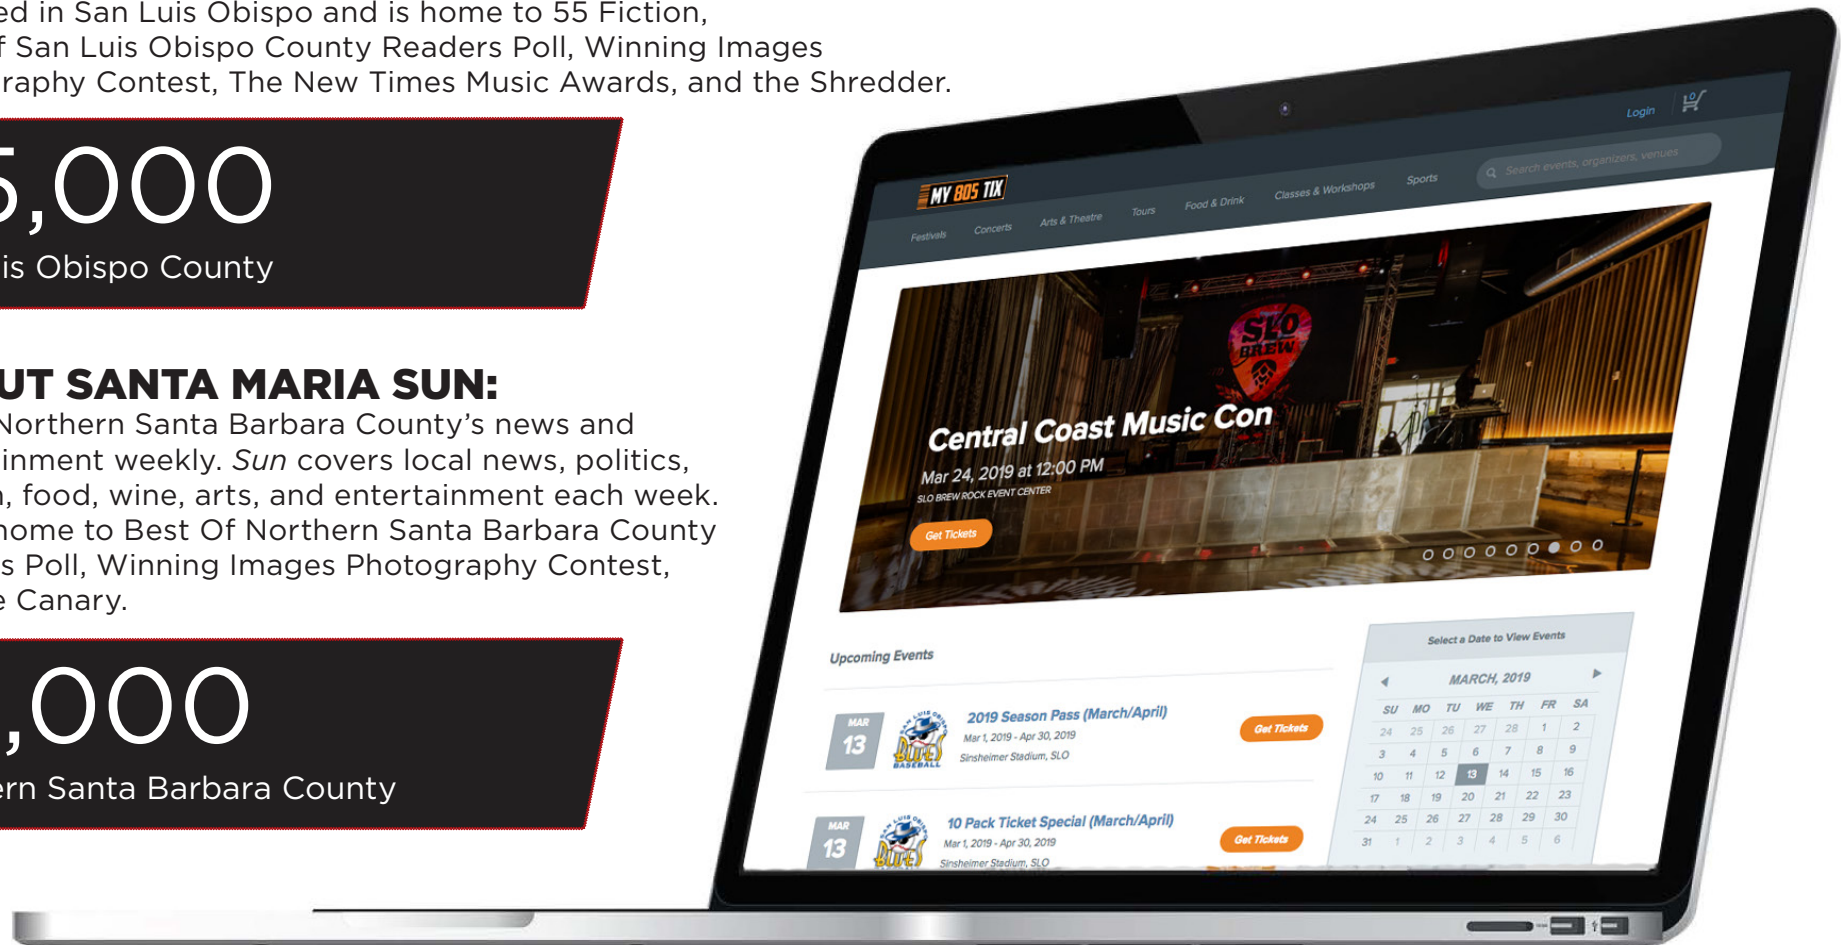 ed in San Luis Obispo and is home to 55 Fiction,
f San Luis Obispo County Readers Poll, Winning Images
raphy Contest, The New Times Music Awards, and the Shredder.
5,000
is Obispo County
UT SANTA MARIA SUN:
Northern Santa Barbara County's news and
inment weekly. Sun covers local news, politics,
n, food, wine, arts, and entertainment each week.
home to Best Of Northern Santa Barbara County
s Poll, Winning Images Photography Contest,
e Canary.
,000
ern Santa Barbara County
Login
0
MY 805 TIX
Festivals Concerts Arts & Theatre Tours Food & Drink Classes & Workshops Sports
Search events, organizers, venues
SLO
BREW
Central Coast Music Con
Mar 24, 2019 at 12:00 PM
SLO BREW ROCK EVENT CENTER
Get Tickets
Upcoming Events
MAR
13
SAN LUIS OBISPO
BLUES
BASEBALL
2019 Season Pass (March/April)
Mar 1, 2019 - Apr 30, 2019
Sinsheimer Stadium, SLO
Get Tickets
MAR
13
SAN LUIS OBISPO
BLUES
10 Pack Ticket Special (March/April)
Mar 1, 2019 - Apr 30, 2019
Sinsheimer Stadium, SLO
Get Tickets
Select a Date to View Events
MARCH, 2019
SU MO TU WE TH FR SA
24 25 26 27 28 1 2
3 4 5 6 7 8 9
10 11 12 13 14 15 16
17 18 19 20 21 22 23
24 25 26 27 28 29 30
31 1 2 3 4 5 6